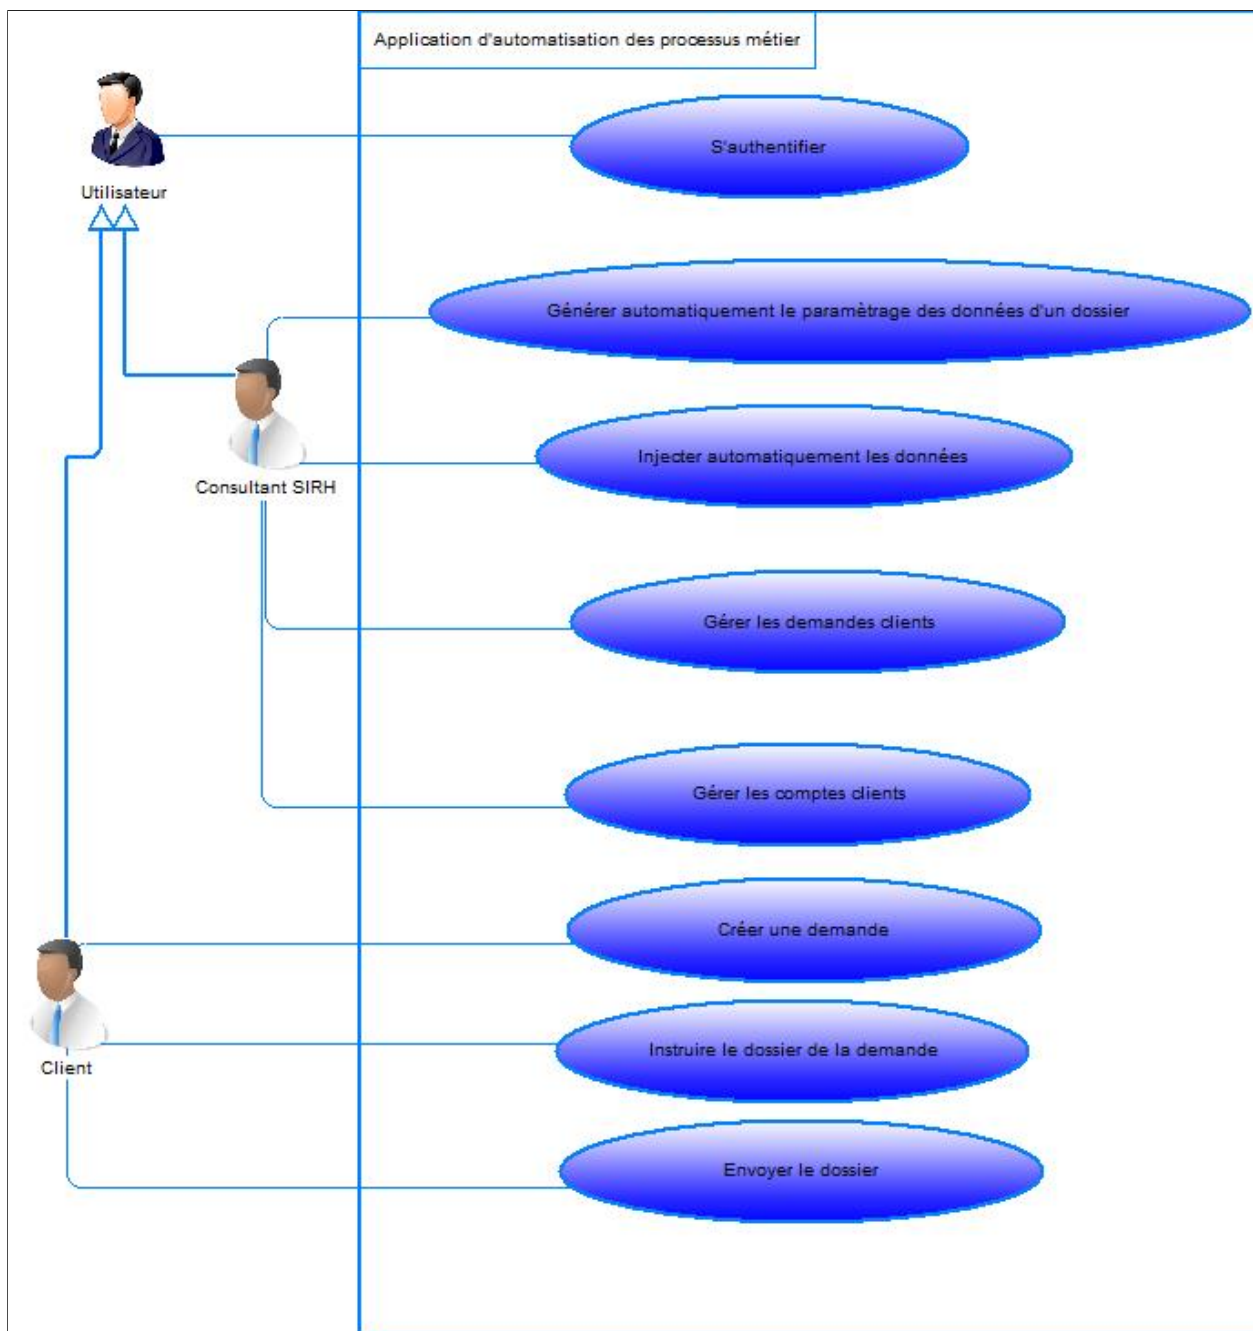 Application d'automatisation des processus métier
S'authentifier
Utilisateur
Générer automatiquement le paramètrage des données d'un dossier
Injecter automatiquement les données
Consultant SIRH
Gérer les demandes clients
Gérer les comptes clients
Créer une demande
Instruire le dossier de la demande
Client
Envoyer le dossier